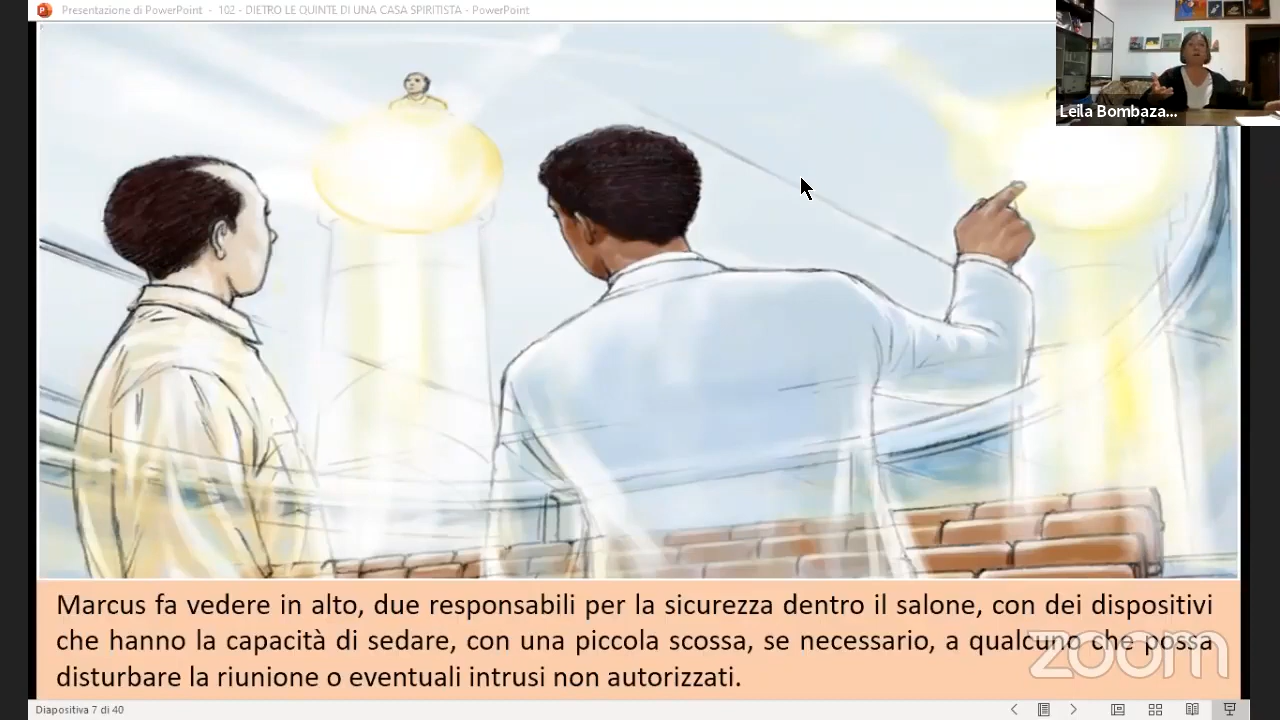 Presentazione di PowerPoint - 102 - DIETRO LE QUINTE DI UNA CASA SPIRITISTA - PowerPoint
Leila Bombaza...
Marcus fa vedere in alto, due responsabili per la sicurezza dentro il salone, con dei dispositivi
che hanno la capacità di sedare, con una piccola scossa, se necessario, a qualcuno che possa
disturbare la riunione o eventuali intrusi non autorizzati.
zoom
Diapositiva 7 di 40